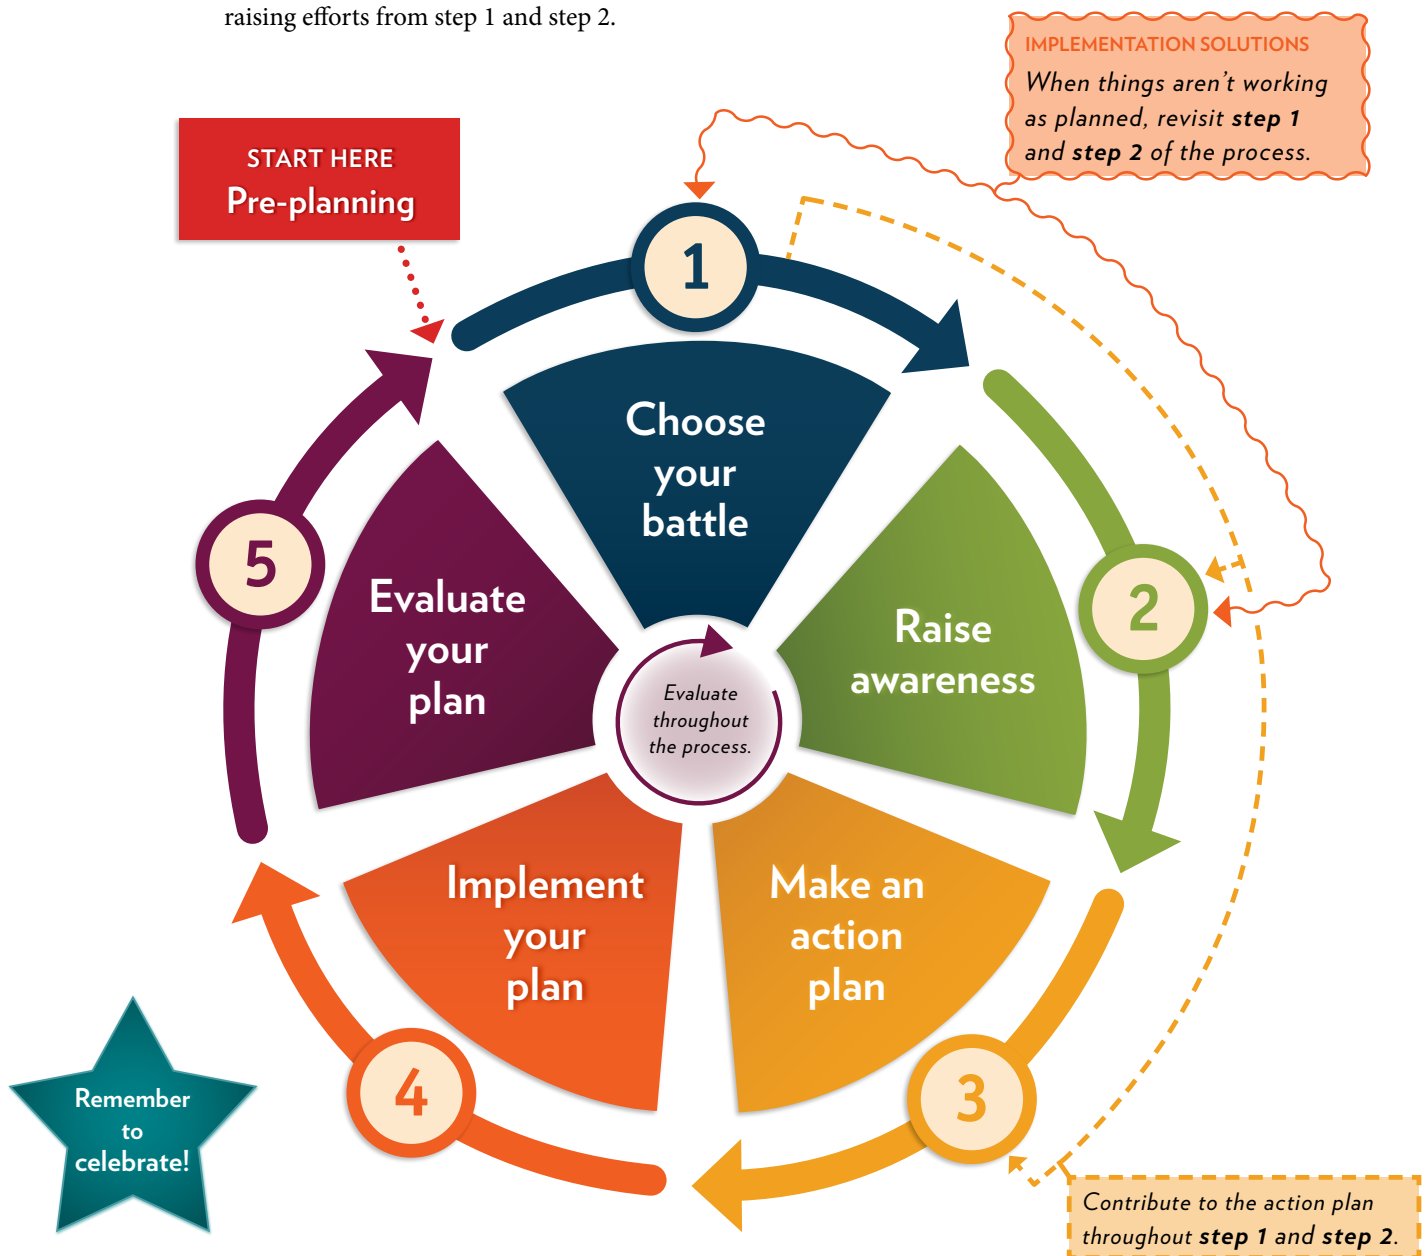 raising efforts from step 1 and step 2.
IMPLEMENTATION SOLUTIONS
When things aren't working
as planned, revisit step 1
and step 2 of the process.
START HERE
Pre-planning
1
Choose
your
battle
2
Raise
awareness
3
Make an
action
plan
4
Implement
your
plan
5
Evaluate
your
plan
Evaluate
throughout
the process.
Remember
to
celebrate!
Contribute to the action plan
throughout step 1 and step 2.